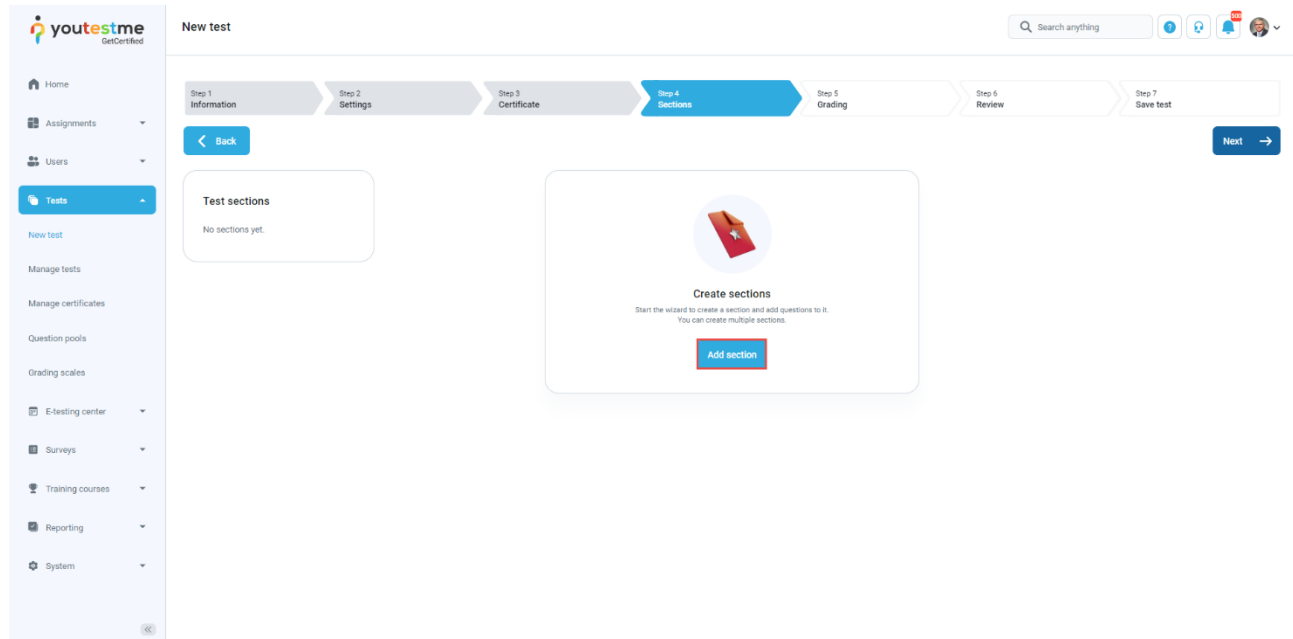 youtestme
GetCertified
New test
Search anything
500
Home
Assignments
Users
Tests
New test
Manage tests
Manage certificates
Question pools
Grading scales
E-testing center
Surveys
Training courses
Reporting
System
Step 1
Information
Step 2
Settings
Step 3
Certificate
Step 4
Sections
Step 5
Grading
Step 6
Review
Step 7
Save test
Back
Next
Test sections
No sections yet.
Create sections
Start the wizard to create a section and add questions to it.
You can create multiple sections.
Add section